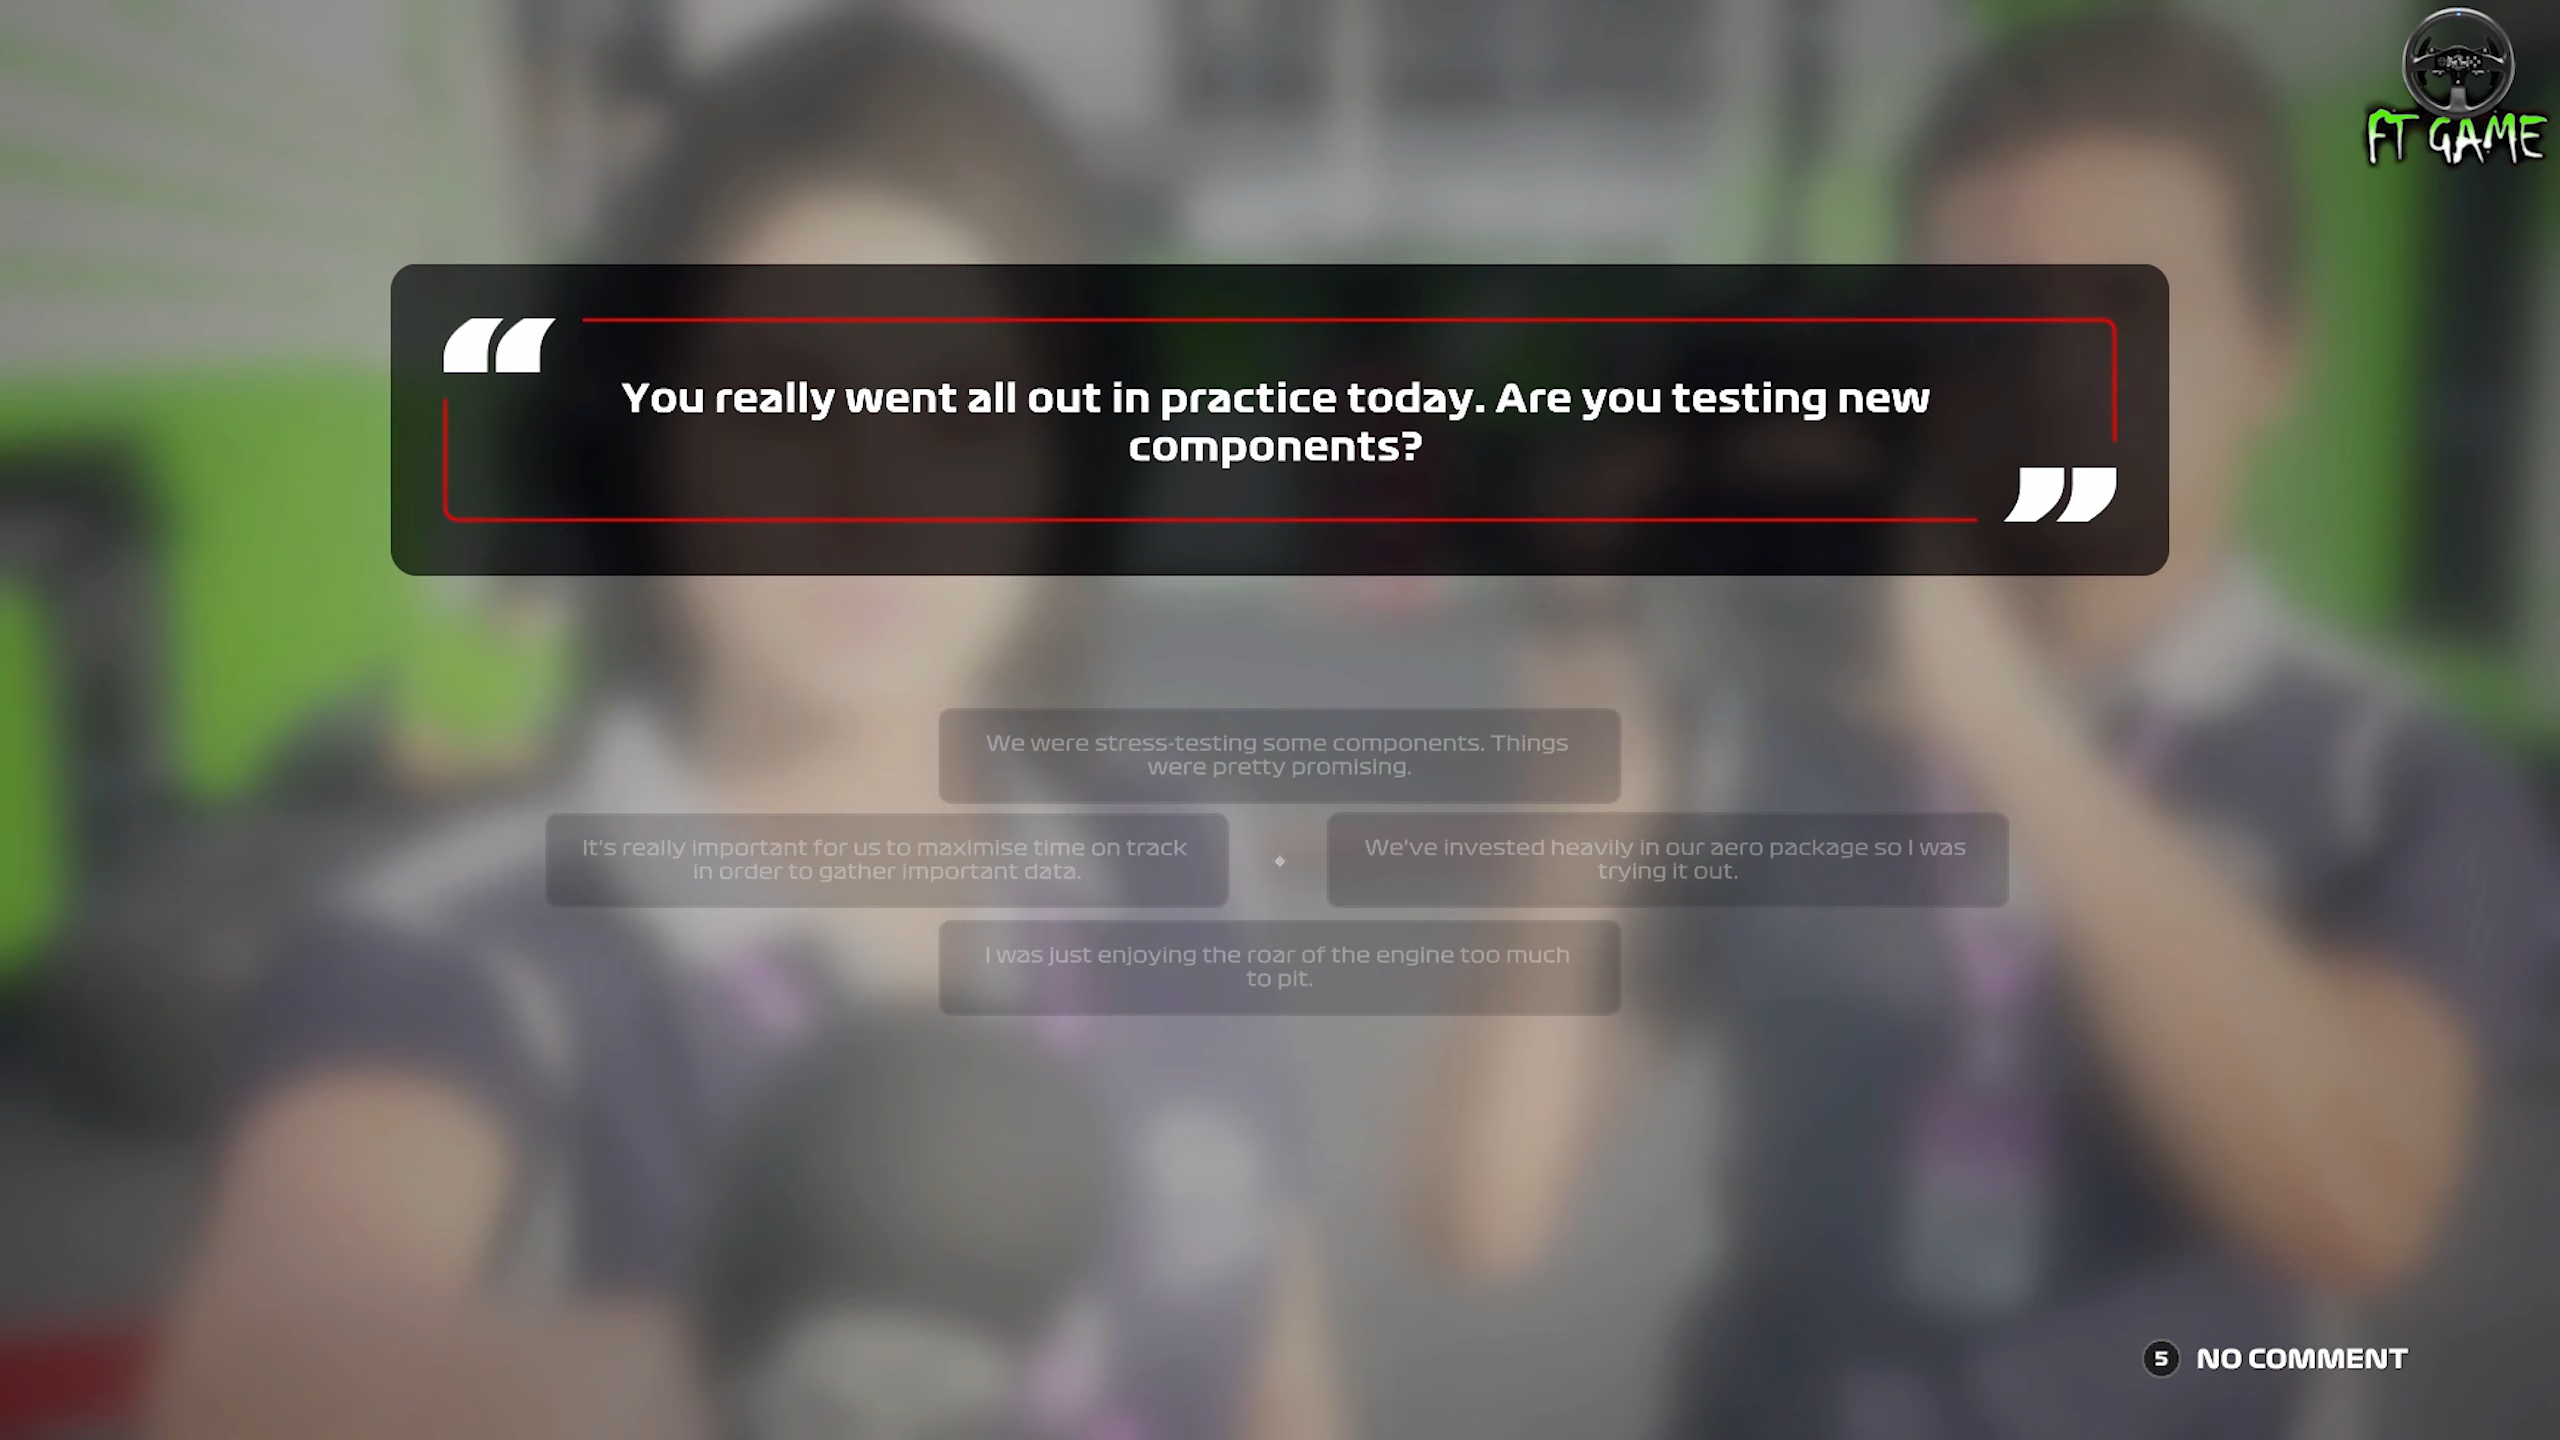 FT GAME
You really went all out in practice today. Are you testing new
components?
We were stress-testing some components. Things
were pretty promising.
It's really important for us to maximise time on track
in order to gather important data.
We've invested heavily in our aero package so I was
trying it out.
I was just enjoying the roar of the engine too much
to pit.
5 NO COMMENT